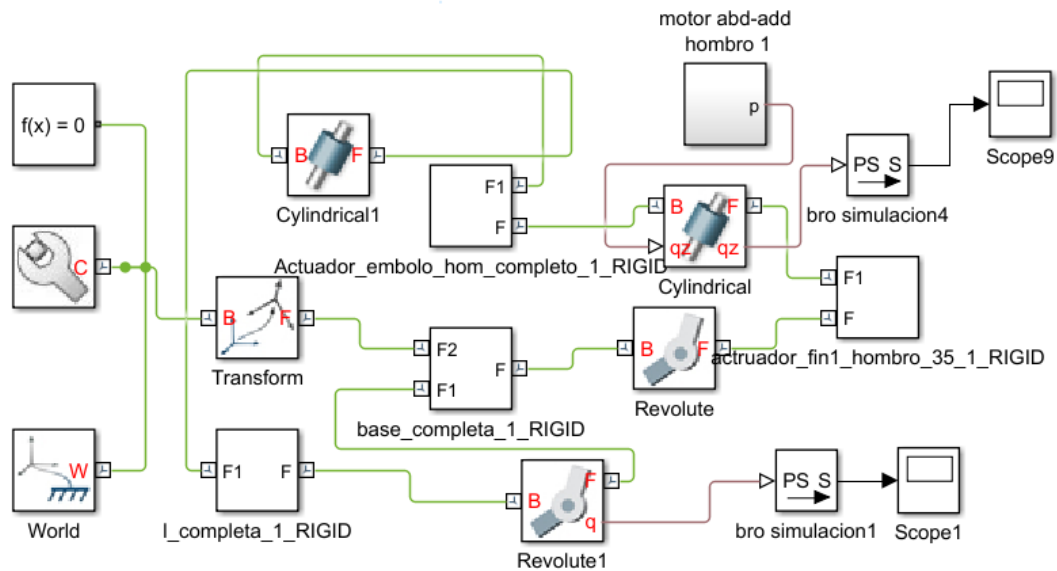 motor abd-add
hombro 1
p
f(x) = 0
B
F
Cylindrical1
F1
F
PS S
bro simulacion4
Scope9
B
F
qz
qz
Cylindrical
Actuador_embolo_hom_completo_1_RIGID
C
F1
F
actruador_fin1_hombro_35_1_RIGID
B
F
Transform
F2
F1
F
base_completa_1_RIGID
B
F
Revolute
W
World
F1
F
l_completa_1_RIGID
B
F
q
Revolute1
PS S
bro simulacion1
Scope1